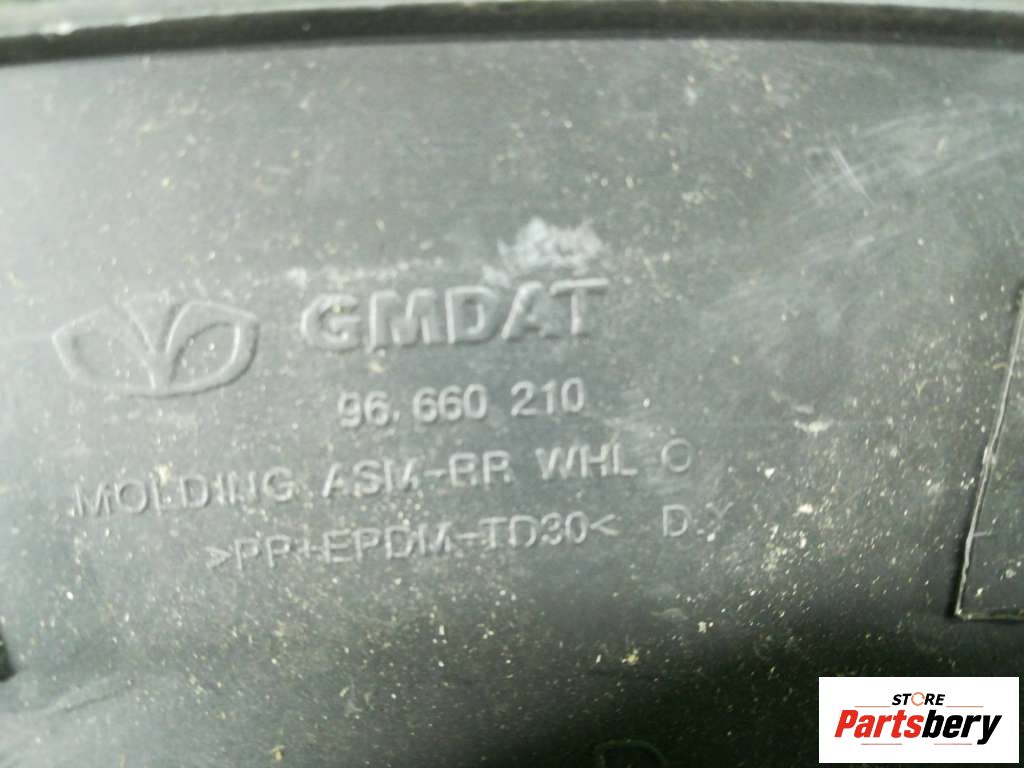 GMDAT
96.660 210
MOLDING ASM-RR WHL O
>PP+EPDM-TD30< D.Y
STORE
Partsbery